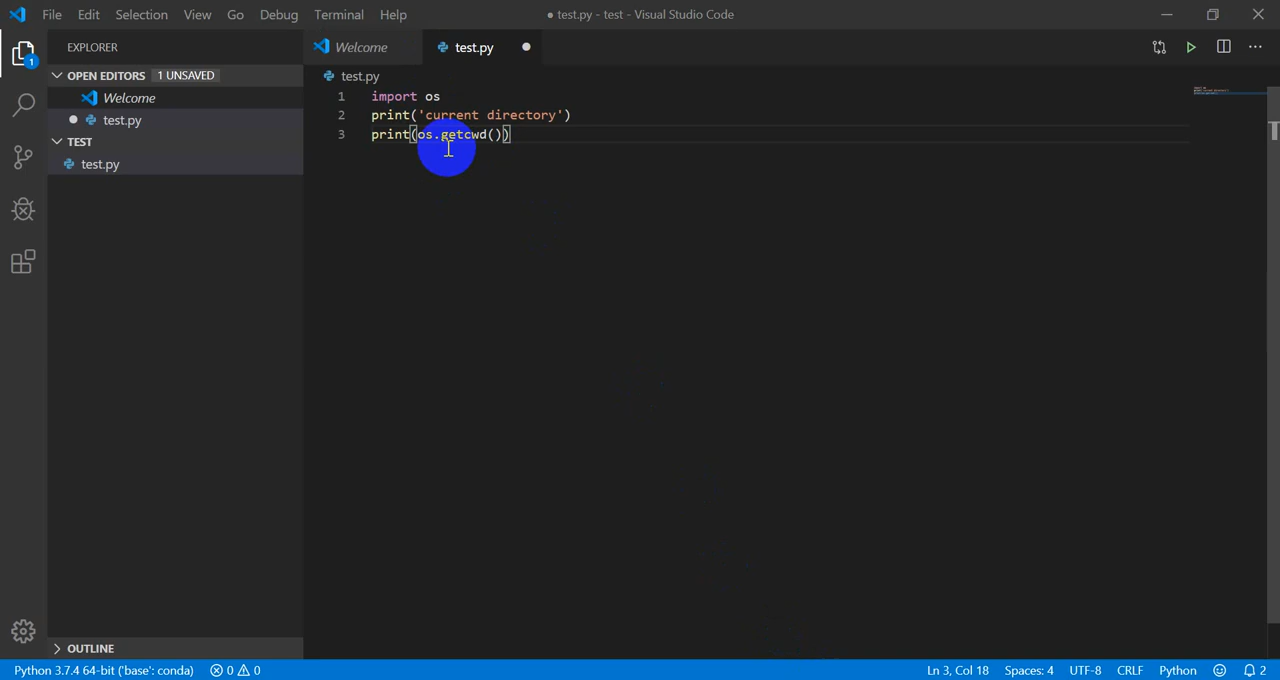 File Edit Selection View Go Debug Terminal Help
● test.py - test - Visual Studio Code
EXPLORER
Welcome
test.py
OPEN EDITORS 1 UNSAVED
Welcome
test.py
TEST
test.py
OUTLINE
test.py
1 import os
2 print('current directory')
3 print(os.getcwd())
1
Python 3.7.4 64-bit ('base': conda) 0 0
Ln 3, Col 18 Spaces: 4 UTF-8 CRLF Python 2